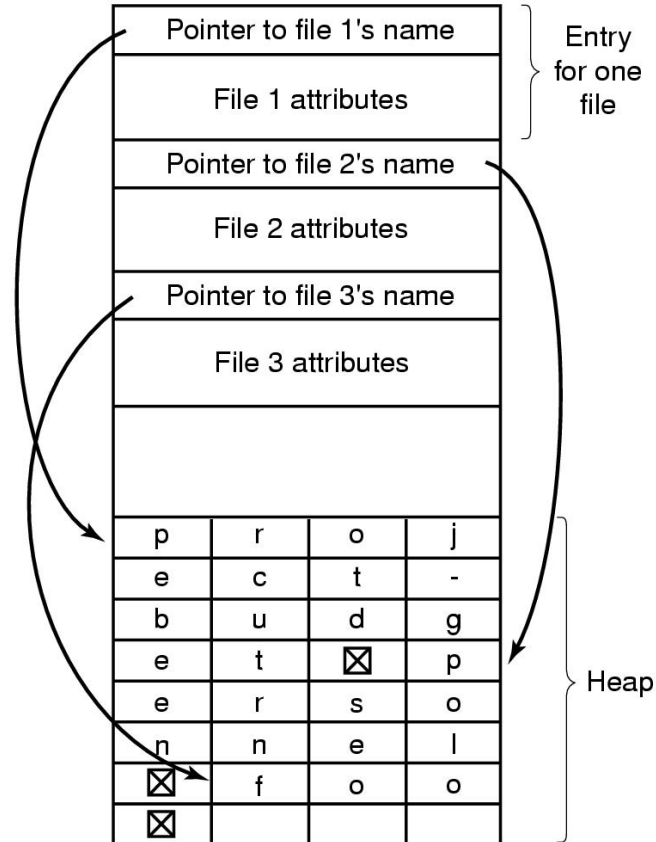 Pointer to file 1's name
Entry
for one
file
File 1 attributes
Pointer to file 2's name
File 2 attributes
Pointer to file 3's name
File 3 attributes
p r o j
e c t -
b u d g
e t ☒ p
e r s o
n n e l
☒ f o o
☒
Heap